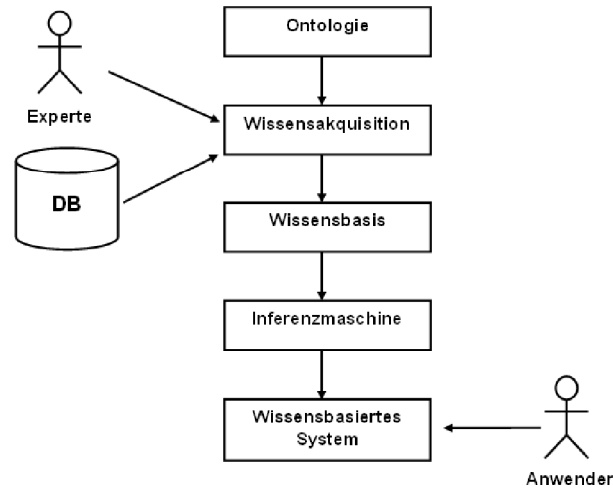 Ontologie
Experte
Wissensakquisition
DB
Wissensbasis
Inferenzmaschine
Wissensbasiertes
System
Anwender